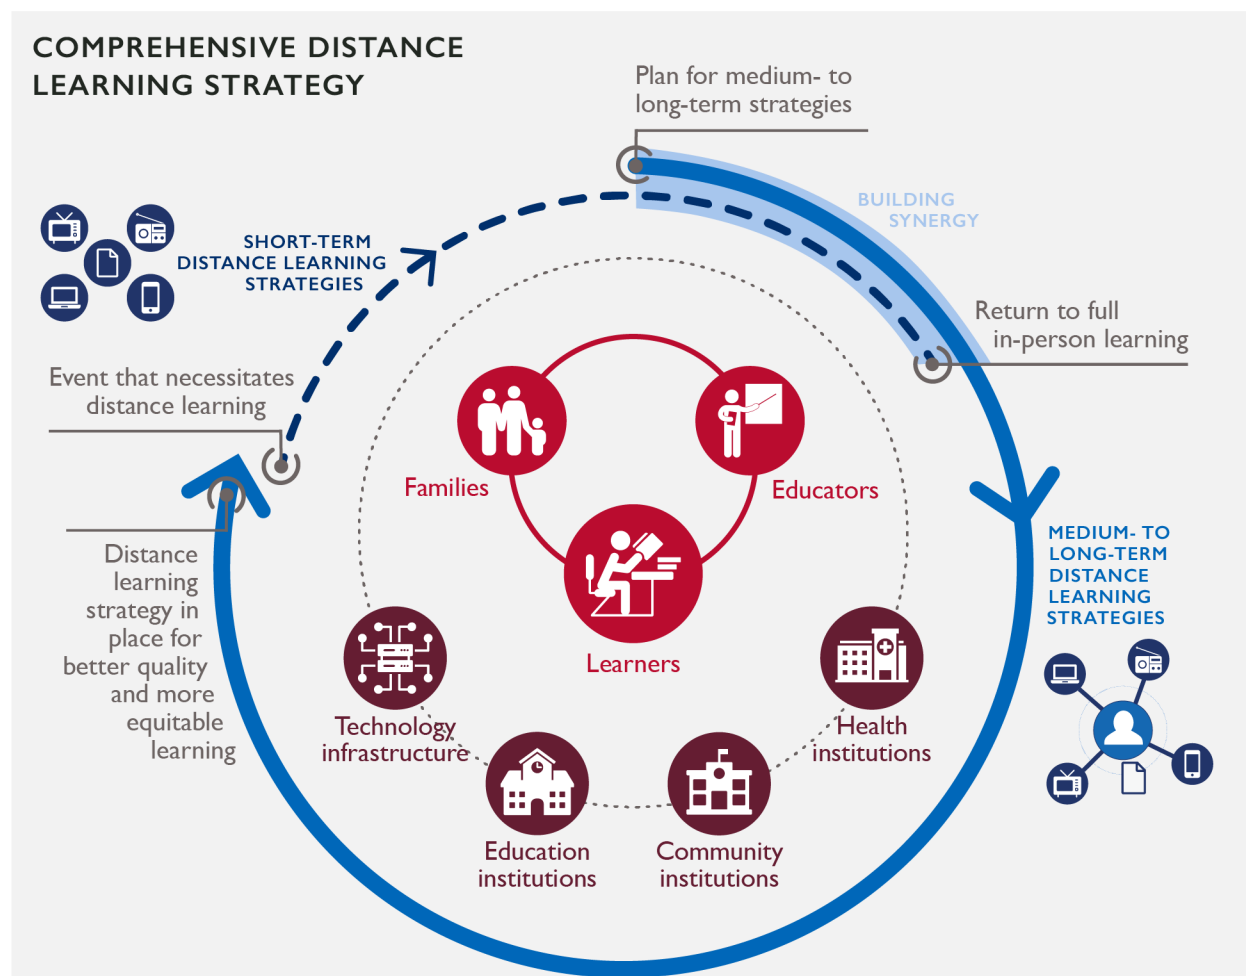 COMPREHENSIVE DISTANCE
LEARNING STRATEGY
Plan for medium- to
long-term strategies
BUILDING
SYNERGY
SHORT-TERM
DISTANCE LEARNING
STRATEGIES
Return to full
in-person learning
Event that necessitates
distance learning
Families
Educators
Distance
learning
strategy in
place for
better quality
and more
equitable
learning
MEDIUM- TO
LONG-TERM
DISTANCE
LEARNING
STRATEGIES
Learners
Technology
infrastructure
Health
institutions
Education
institutions
Community
institutions